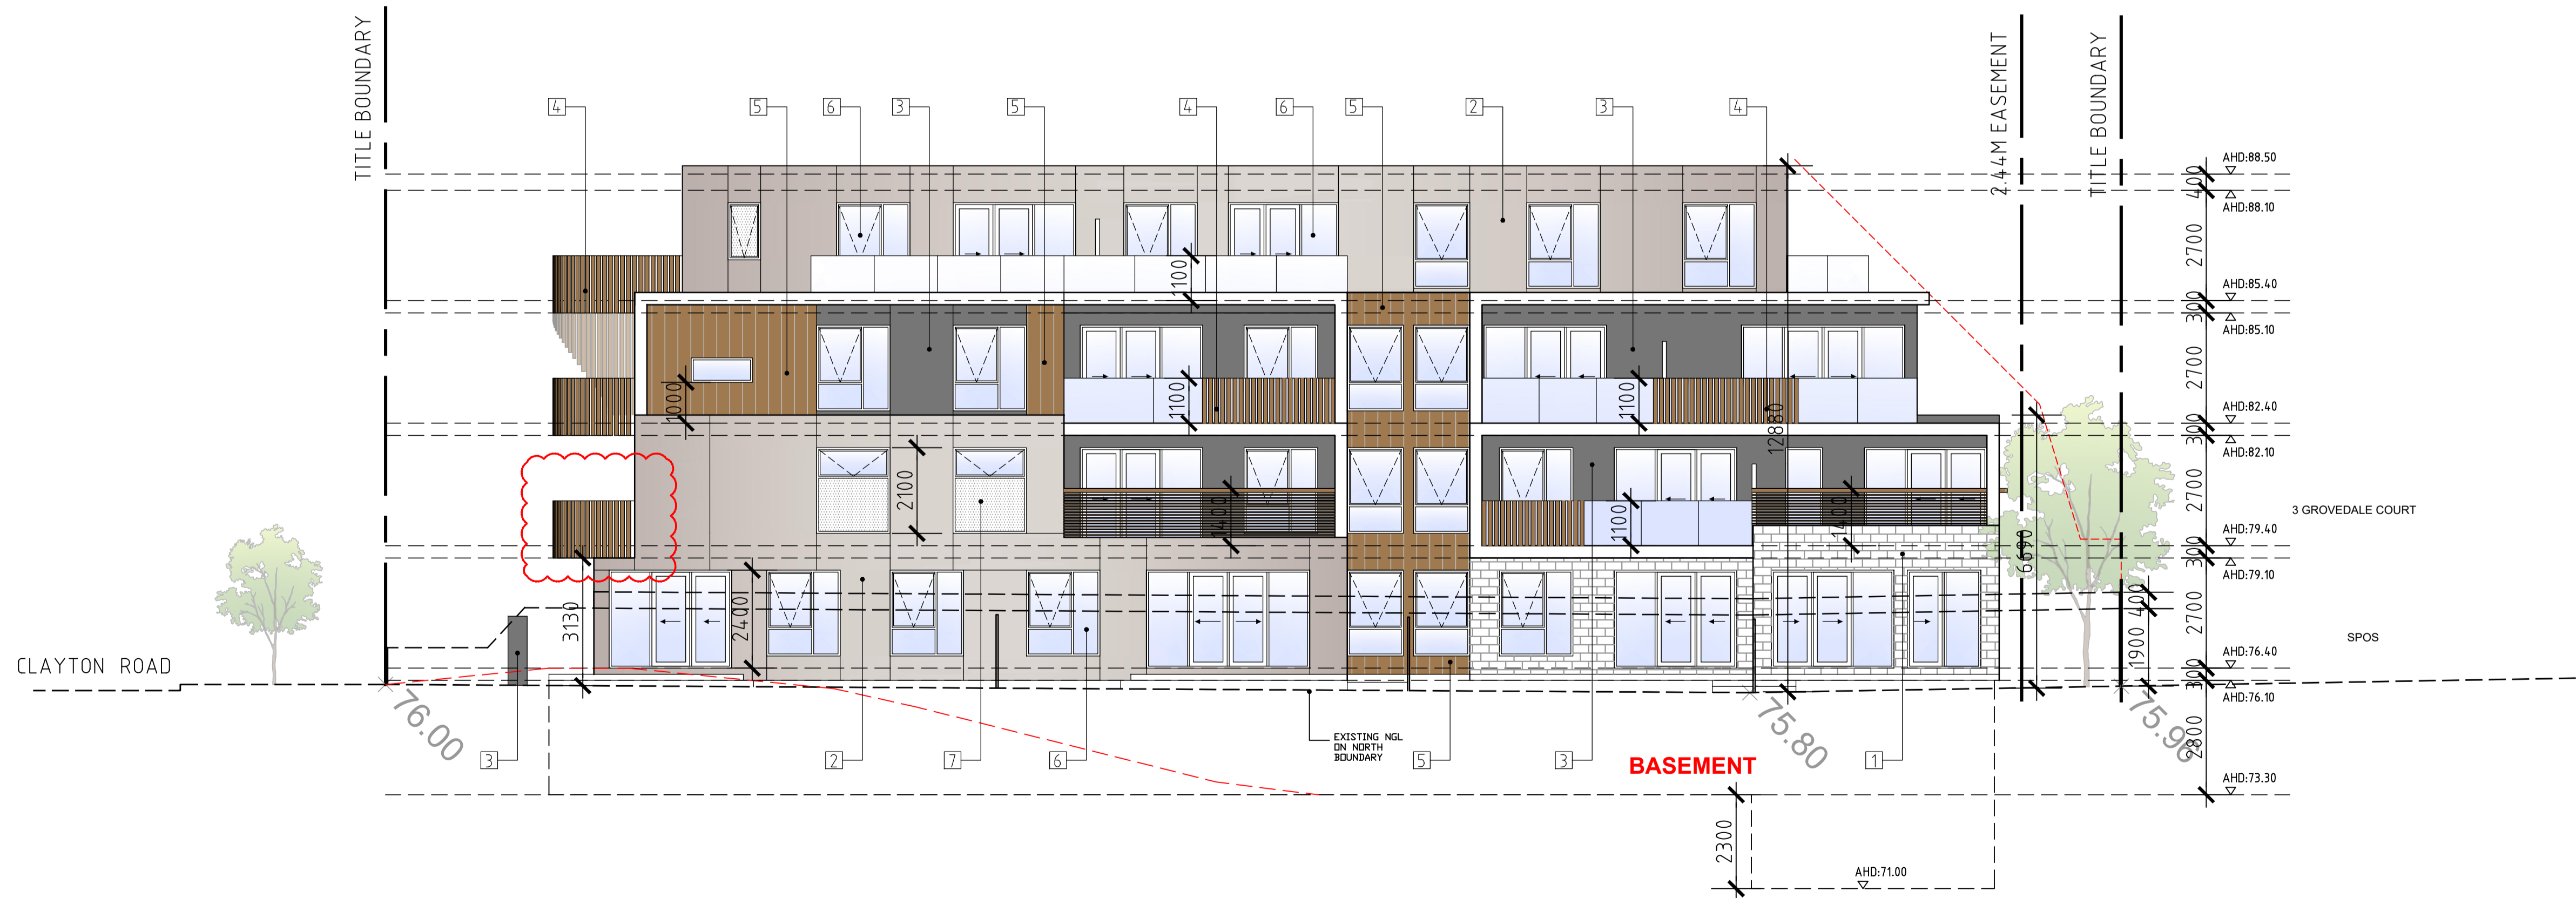 TITLE BOUNDARY
2.44M EASEMENT
TITLE BOUNDARY
4
5
6
3
5
4
6
5
2
3
4
AHD:88.50
400
AHD:88.10
2700
1100
AHD:85.40
300
AHD:85.10
2700
1000
1100
1100
12880
AHD:82.40
300
AHD:82.10
2100
2700
1400
1100
1400
3 GROVEDALE COURT
6690
AHD:79.40
300
AHD:79.10
3130
2400
400
2700
1900
SPOS
CLAYTON ROAD
AHD:76.40
300
AHD:76.10
76.00
75.80
75.96
2800
EXISTING NGL
ON NORTH
BOUNDARY
3
2
7
6
5
3
1
BASEMENT
AHD:73.30
2300
AHD:71.00